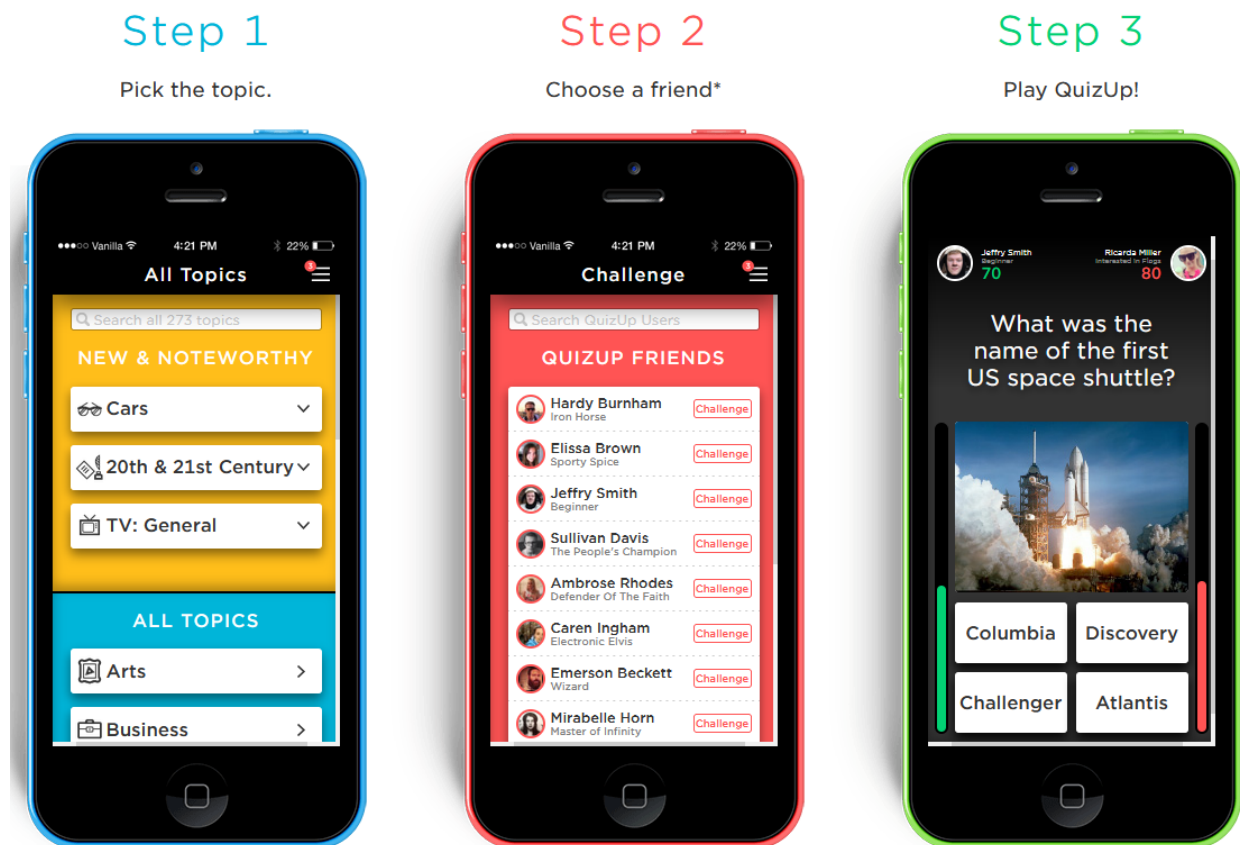 Step 1
Pick the topic.
Vanilla 4:21 PM 22%
All Topics 3
Search all 273 topics
NEW & NOTEWORTHY
Cars
20th & 21st Century
TV: General
ALL TOPICS
Arts
Business
Step 2
Choose a friend*
Vanilla 4:21 PM 22%
Challenge 3
Search QuizUp Users
QUIZUP FRIENDS
Hardy Burnham
Iron Horse
Challenge
Elissa Brown
Sporty Spice
Challenge
Jeffry Smith
Beginner
Challenge
Sullivan Davis
The People's Champion
Challenge
Ambrose Rhodes
Defender Of The Faith
Challenge
Caren Ingham
Electronic Elvis
Challenge
Emerson Beckett
Wizard
Challenge
Mirabelle Horn
Master of Infinity
Challenge
Step 3
Play QuizUp!
Jeffry Smith
Beginner
70
Ricarda Miller
Interested in Flags
80
What was the
name of the first
US space shuttle?
Columbia
Discovery
Challenger
Atlantis